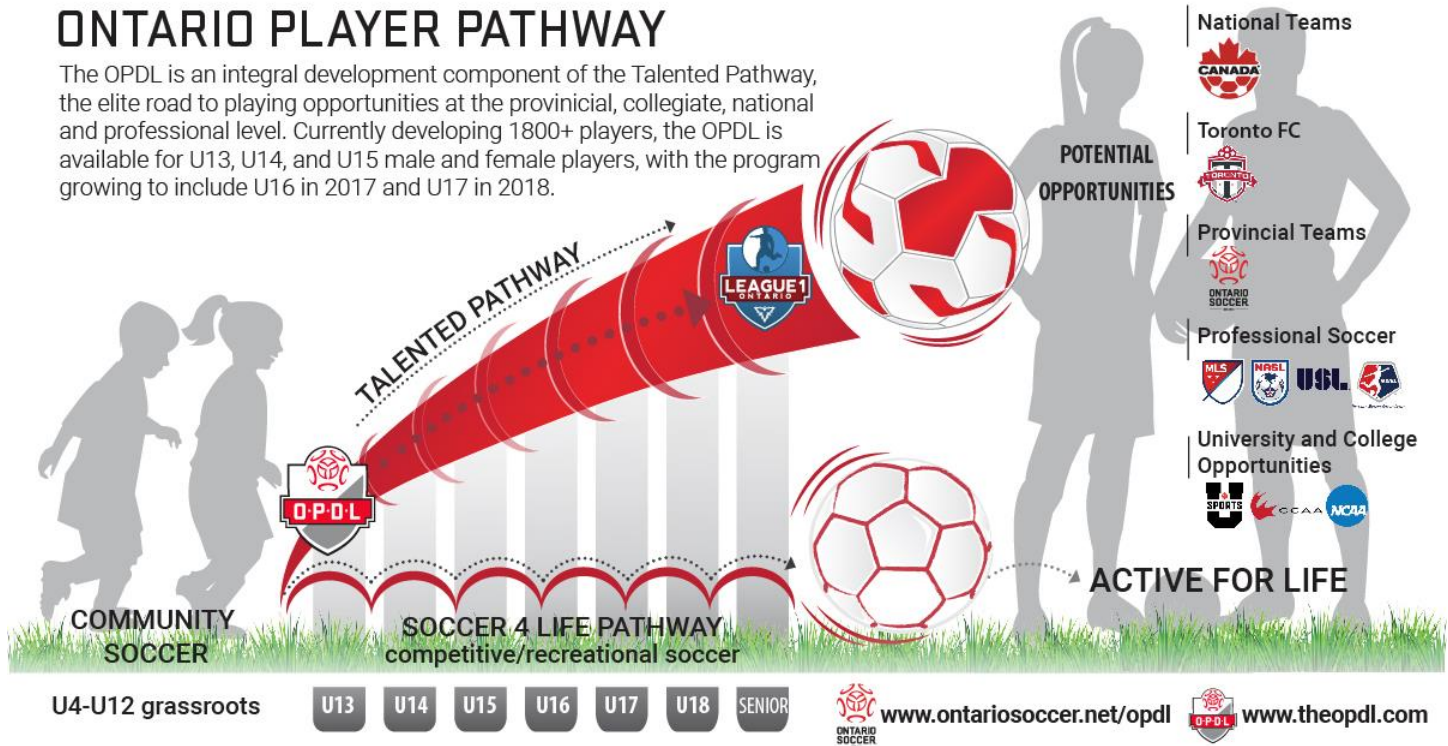 ONTARIO PLAYER PATHWAY
The OPDL is an integral development component of the Talented Pathway,
the elite road to playing opportunities at the provinicial, collegiate, national
and professional level. Currently developing 1800+ players, the OPDL is
available for U13, U14, and U15 male and female players, with the program
growing to include U16 in 2017 and U17 in 2018.
National Teams
CANADA
Toronto FC
TORONTO
POTENTIAL
OPPORTUNITIES
Provincial Teams
ONTARIO
SOCCER
Professional Soccer
MLS
NASL
USL
University and College
Opportunities
U
SPORTS
CCAA
NCAA
TALENTED PATHWAY
LEAGUE1
ONTARIO
O·P·D·L
ACTIVE FOR LIFE
COMMUNITY
SOCCER
SOCCER 4 LIFE PATHWAY
competitive/recreational soccer
U4-U12 grassroots
U13
U14
U15
U16
U17
U18
SENIOR
ONTARIO
SOCCER
www.ontariosoccer.net/opdl
O·P·D·L
www.theopdl.com